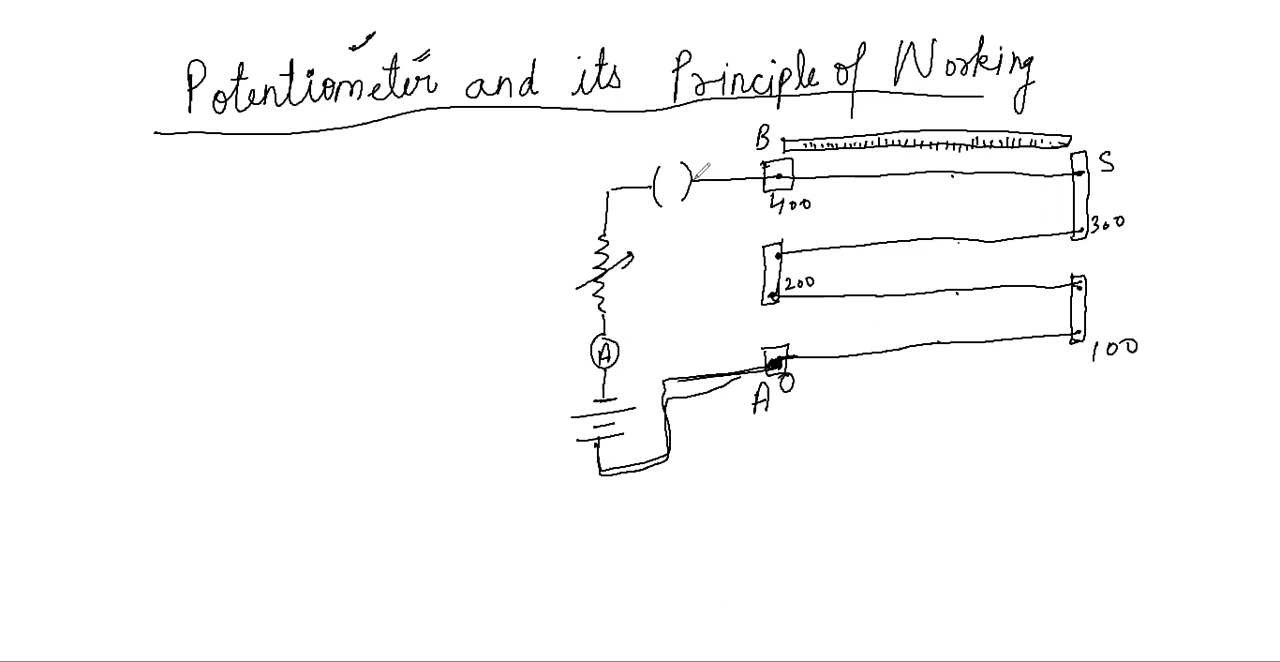 Potentiometer and its Principle of Working
B
S
400
300
200
A
100
A 0